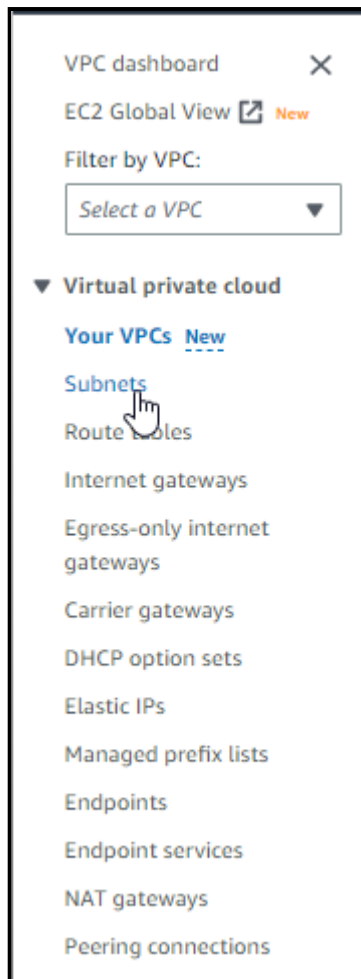 VPC dashboard
EC2 Global View New
Filter by VPC:
Select a VPC
Virtual private cloud
Your VPCs New
Subnets
Route tables
Internet gateways
Egress-only internet
gateways
Carrier gateways
DHCP option sets
Elastic IPs
Managed prefix lists
Endpoints
Endpoint services
NAT gateways
Peering connections